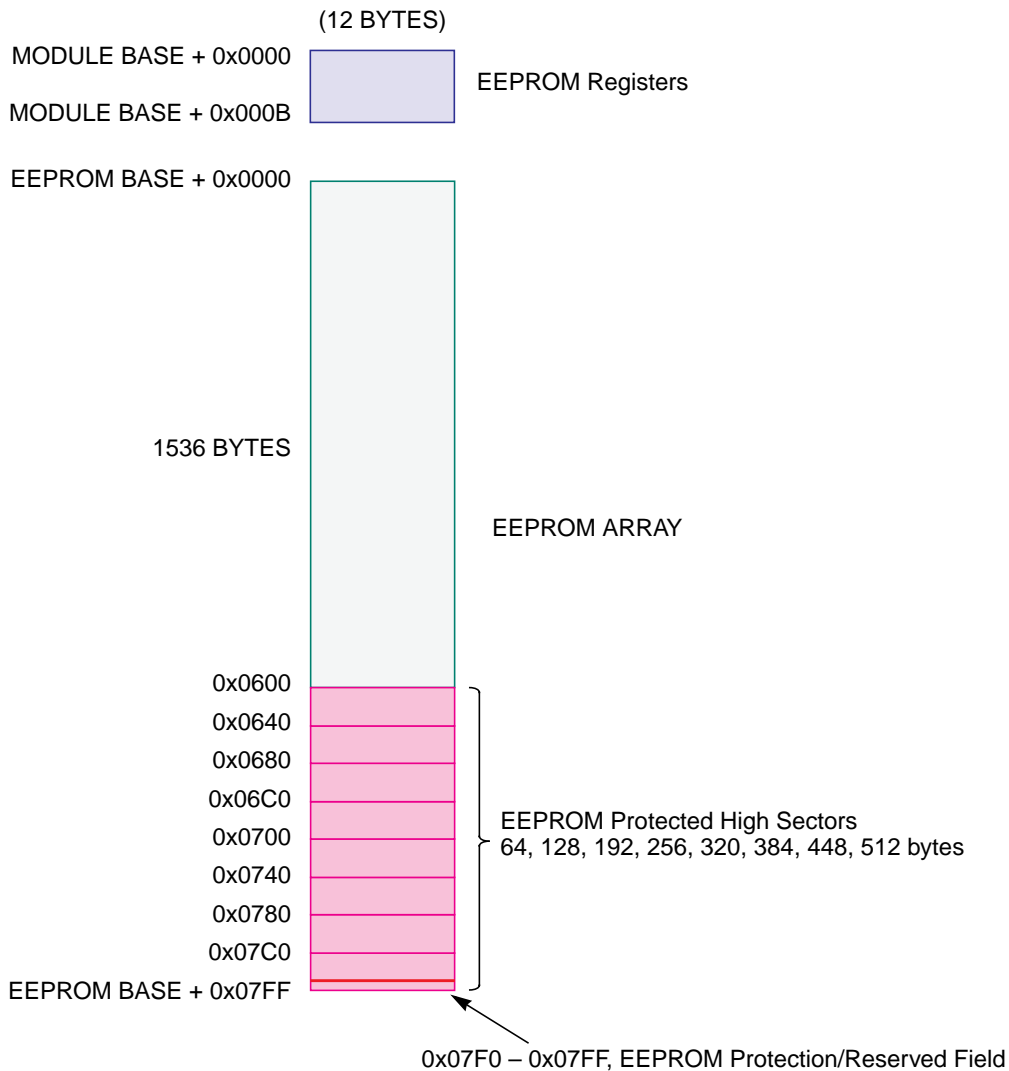 (12 BYTES)
MODULE BASE + 0x0000
EEPROM Registers
MODULE BASE + 0x000B
EEPROM BASE + 0x0000
1536 BYTES
EEPROM ARRAY
0x0600
0x0640
0x0680
0x06C0
0x0700
0x0740
0x0780
0x07C0
EEPROM BASE + 0x07FF
EEPROM Protected High Sectors
64, 128, 192, 256, 320, 384, 448, 512 bytes
0x07F0 – 0x07FF, EEPROM Protection/Reserved Field